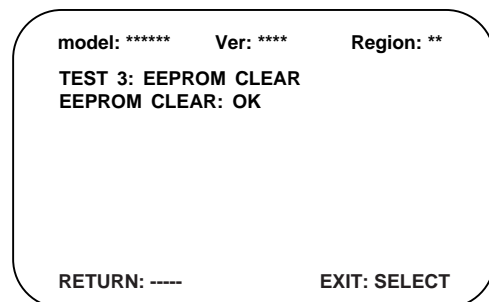 model: ****** Ver: **** Region: **
TEST 3: EEPROM CLEAR
EEPROM CLEAR: OK
RETURN: ----- EXIT: SELECT